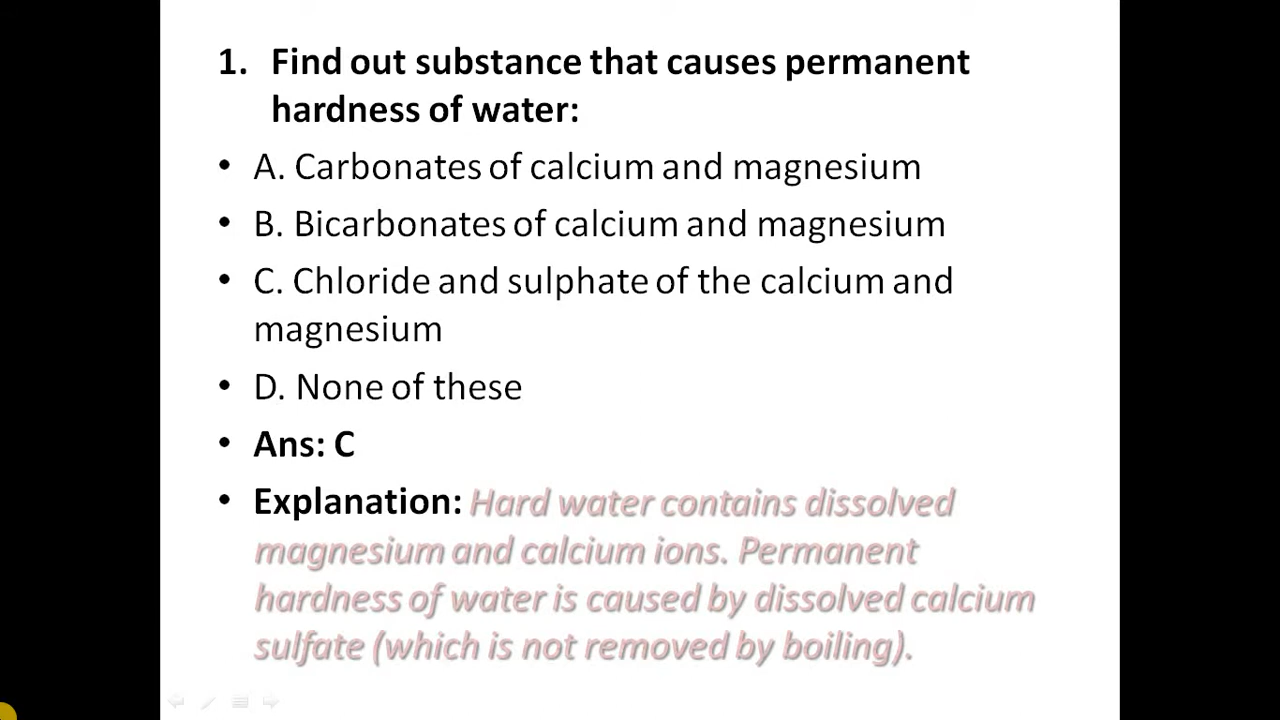 1. Find out substance that causes permanent
hardness of water:
• A. Carbonates of calcium and magnesium
• B. Bicarbonates of calcium and magnesium
• C. Chloride and sulphate of the calcium and
magnesium
• D. None of these
• Ans: C
• Explanation: Hard water contains dissolved
magnesium and calcium ions. Permanent
hardness of water is caused by dissolved calcium
sulfate (which is not removed by boiling).